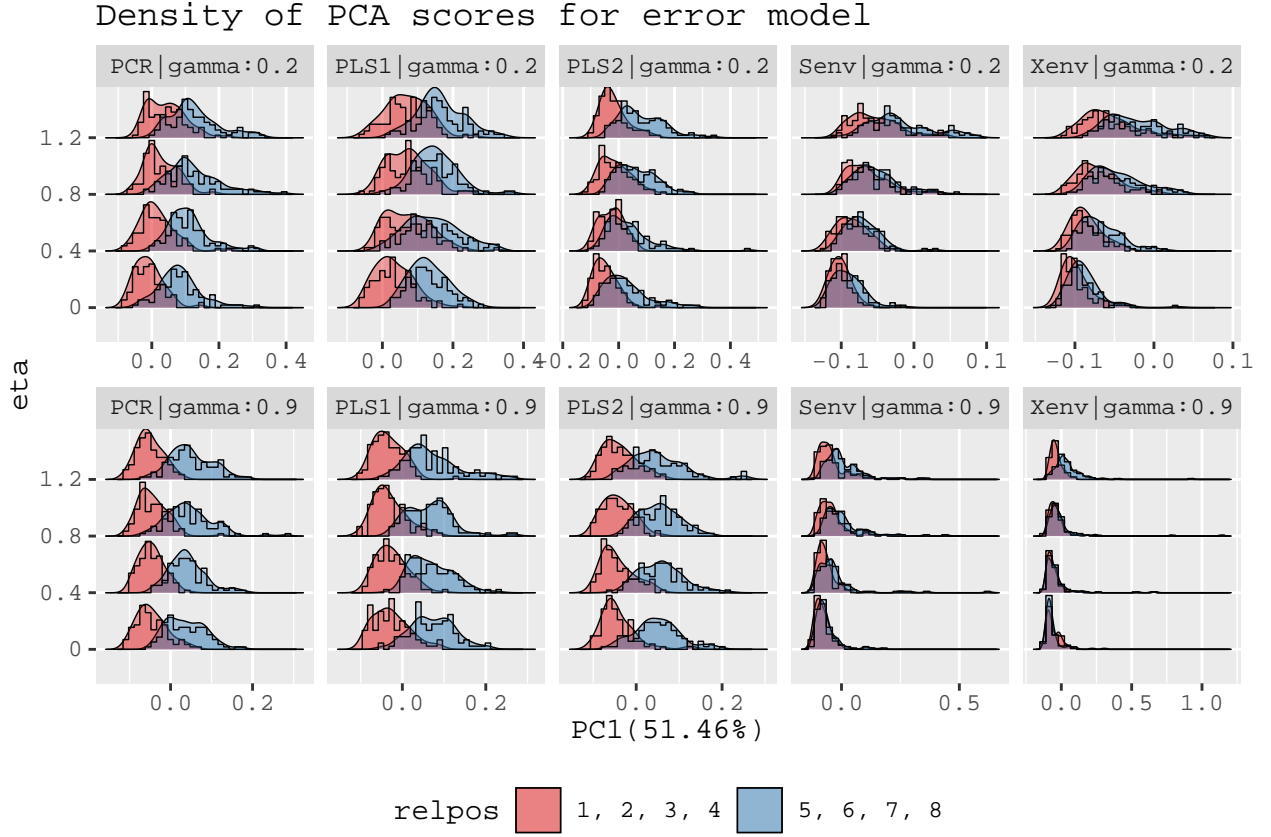 Density of PCA scores for error model
PCR|gamma:0.2 PLS1|gamma:0.2 PLS2|gamma:0.2 Senv|gamma:0.2 Xenv|gamma:0.2
1.2
0.8
0.4
0
0.0 0.2 0.4 0.0 0.2 0.4 −0.2 0.0 0.2 0.4 −0.1 0.0 0.1 −0.1 0.0 0.1
eta
PCR|gamma:0.9 PLS1|gamma:0.9 PLS2|gamma:0.9 Senv|gamma:0.9 Xenv|gamma:0.9
1.2
0.8
0.4
0
0.0 0.2 0.0 0.2 0.0 0.2 0.0 0.5 0.0 0.5 1.0
PC1(51.46%)
relpos 1, 2, 3, 4 5, 6, 7, 8